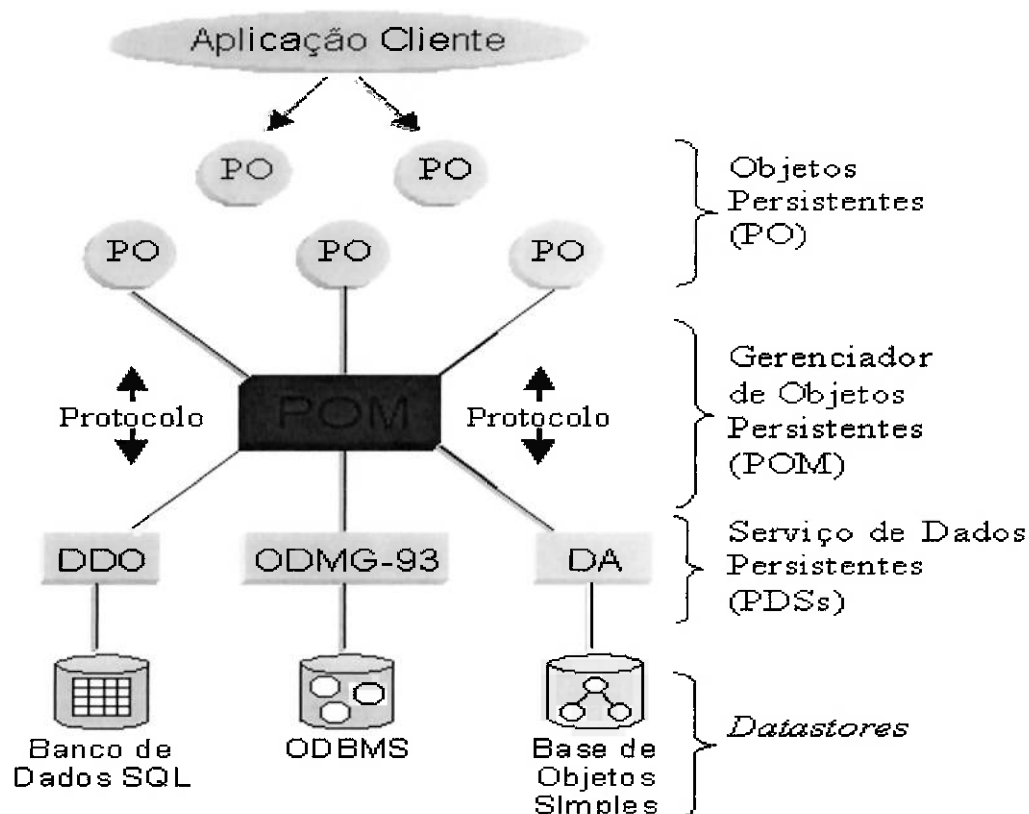 Aplicação Cliente
PO
PO
Objetos
Persistentes
(PO)
PO
PO
PO
Gerenciador
de Objetos
Persistentes
(POM)
Protocolo
POM
Protocolo
DDO
ODMG-93
DA
Serviço de Dados
Persistentes
(PDSs)
Banco de
Dados SQL
ODBMS
Base de
Objetos
SImples
Datastores